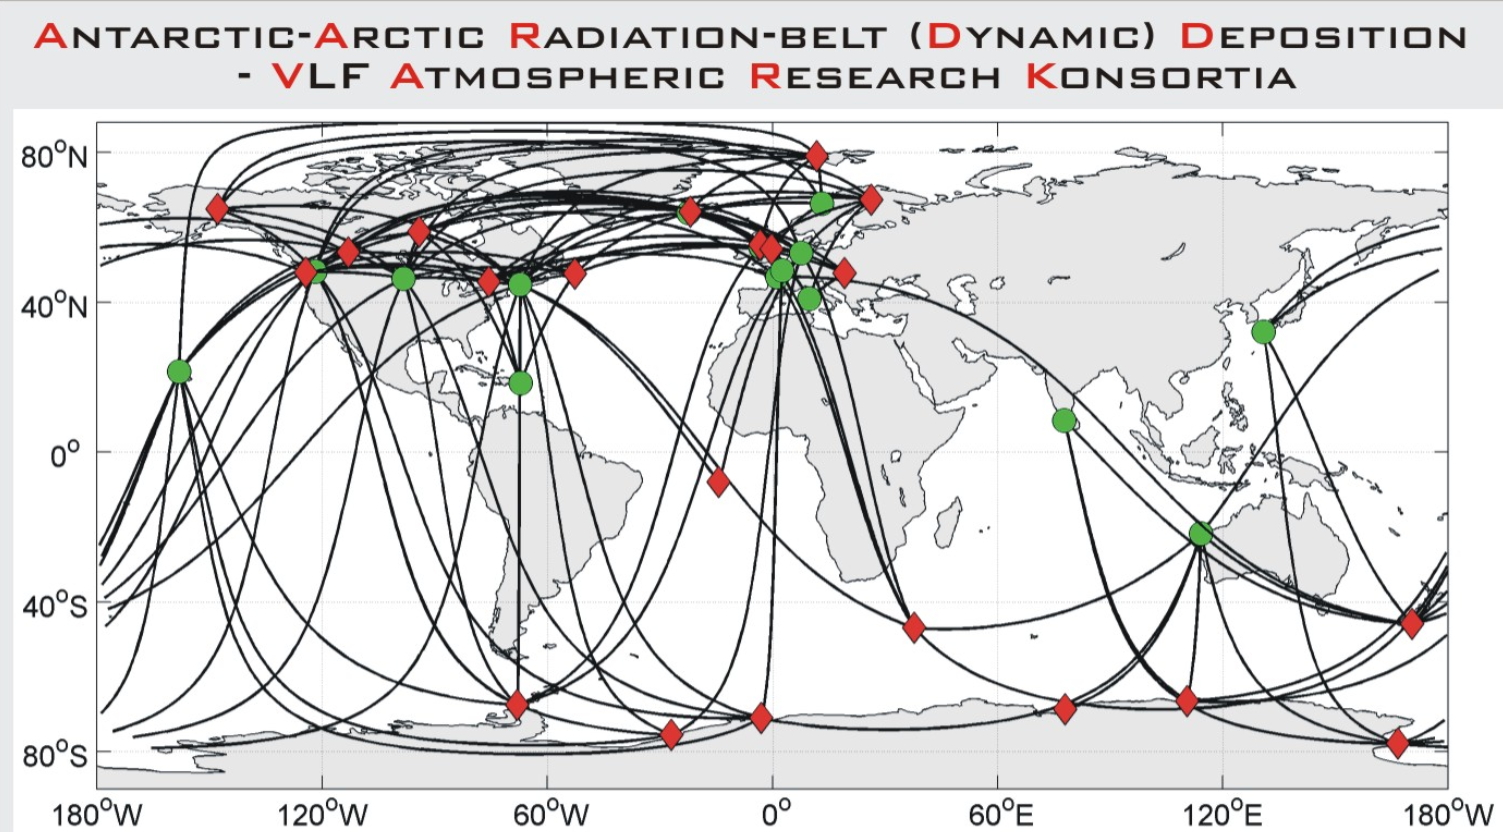 ANTARCTIC-ARCTIC RADIATION-BELT (DYNAMIC) DEPOSITION
- VLF ATMOSPHERIC RESEARCH KONSORTIA
80°N
40°N
0°
40°S
80°S
180°W 120°W 60°W 0° 60°E 120°E 180°W